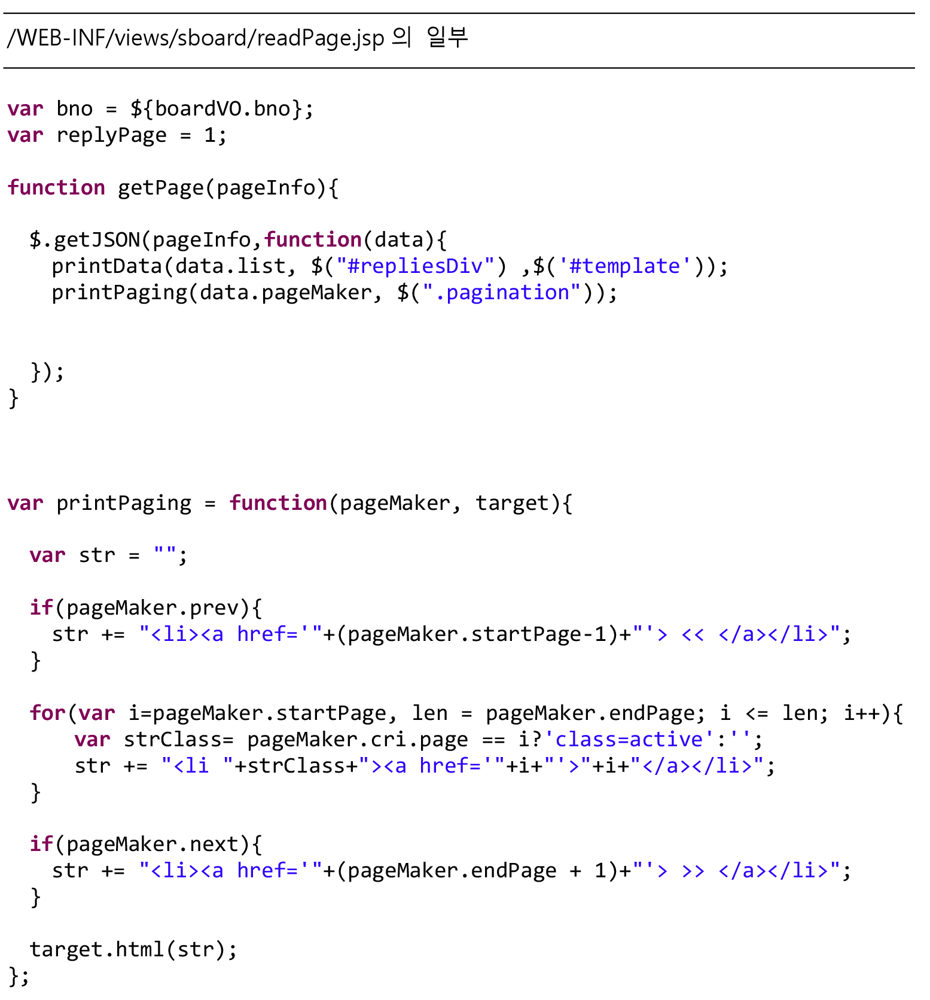 /WEB-INF/views/sboard/readPage.jsp 의 일부
var bno = ${boardVO.bno};
var replyPage = 1;
function getPage(pageInfo){
$.getJSON(pageInfo,function(data){
printData(data.list, $("#repliesDiv") ,$('#template'));
printPaging(data.pageMaker, $(".pagination"));
});
}
var printPaging = function(pageMaker, target){
var str = "";
if(pageMaker.prev){
str += "<li><a href='"+(pageMaker.startPage-1)+"'> << </a></li>";
}
for(var i=pageMaker.startPage, len = pageMaker.endPage; i <= len; i++){
var strClass= pageMaker.cri.page == i?'class=active':'';
str += "<li "+strClass+"><a href='"+i+"'>"+i+"</a></li>";
}
if(pageMaker.next){
str += "<li><a href='"+(pageMaker.endPage + 1)+"'> >> </a></li>";
}
target.html(str);
};